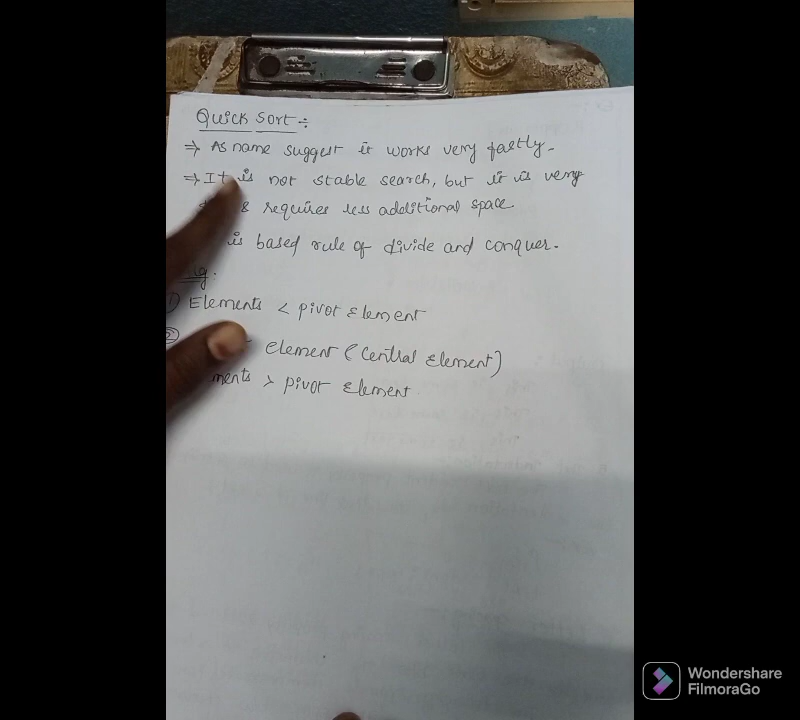 Quick Sort ÷
⇒ As name suggest it works very fastly.
⇒ It is not stable search, but it is very
& requires less additional space.
is based rule of divide and conquer.
① Elements < pivot Element
② element (Central Element)
ments > pivot Element
Wondershare
FilmoraGo